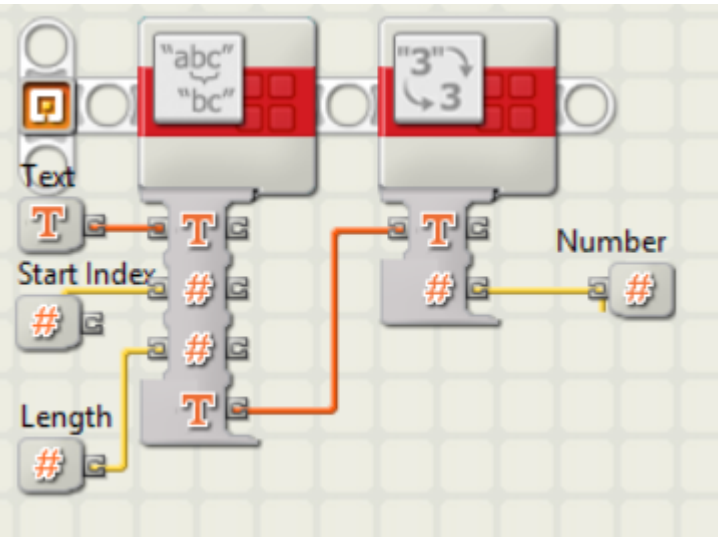 "abc"
"bc"
"3"
3
Text
T
T
T
Number
Start Index
#
#
#
#
#
Length
T
#